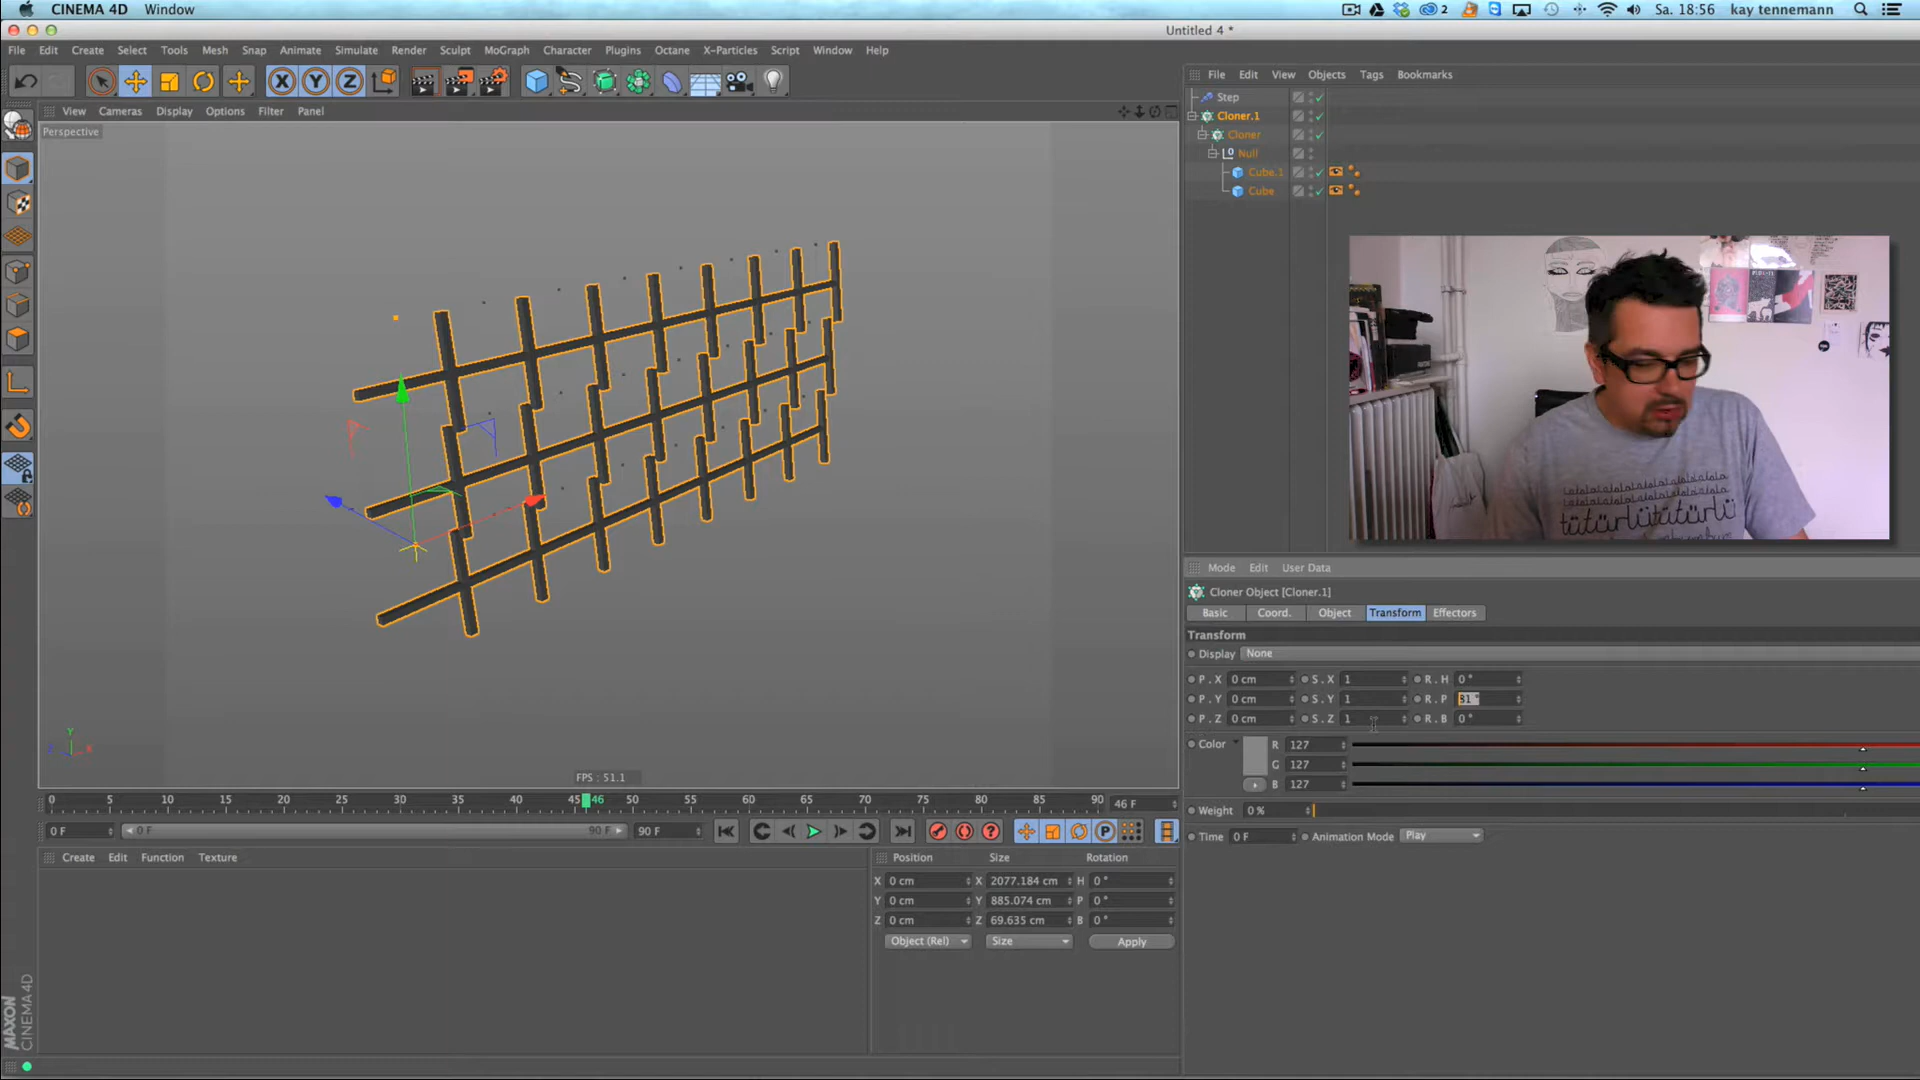 CINEMA 4D Window
2 Sa. 18:56 kay tennemann
Untitled 4 *
File Edit Create Select Tools Mesh Snap Animate Simulate Render Sculpt MoGraph Character Plugins Octane X-Particles Script Window Help
X Y Z
File Edit View Objects Tags Bookmarks
View Cameras Display Options Filter Panel
Perspective
Step
Cloner.1
Cloner
Null
Cube.1
Cube
tütürlütütürlü
Mode Edit User Data
Cloner Object [Cloner.1]
Basic Coord. Object Transform Effectors
Transform
Display None
P . X 0 cm S . X 1 R . H 0 °
P . Y 0 cm S . Y 1 R . P
P . Z 0 cm S . Z 1 R . B 0 °
Color R 127
G 127
B 127
Weight 0 %
Time 0 F Animation Mode Play
Y
Z X
FPS : 51.1
0 5 10 15 20 25 30 35 40 45 46 50 55 60 65 70 75 80 85 90 46 F
0 F 0 F 90 F 90 F
Create Edit Function Texture
Position Size Rotation
X 0 cm X 2077.184 cm H 0 °
Y 0 cm Y 885.074 cm P 0 °
Z 0 cm Z 69.635 cm B 0 °
Object (Rel) Size Apply
MAXON
CINEMA 4D